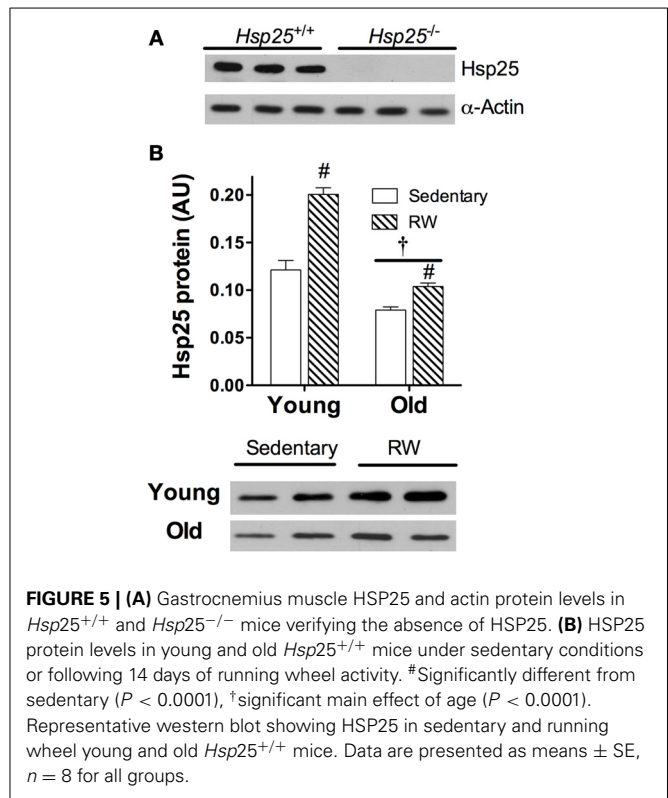 A
Hsp25+/+ Hsp25-/-
Hsp25
α-Actin
B
Hsp25 protein (AU)
0.20
0.15
0.10
0.05
0.00
#
Sedentary
RW
†
#
Young Old
Sedentary RW
Young
Old
FIGURE 5 | (A) Gastrocnemius muscle HSP25 and actin protein levels in
Hsp25+/+ and Hsp25−/− mice verifying the absence of HSP25. (B) HSP25
protein levels in young and old Hsp25+/+ mice under sedentary conditions
or following 14 days of running wheel activity. #Significantly different from
sedentary (P < 0.0001), †significant main effect of age (P < 0.0001).
Representative western blot showing HSP25 in sedentary and running
wheel young and old Hsp25+/+ mice. Data are presented as means ± SE,
n = 8 for all groups.